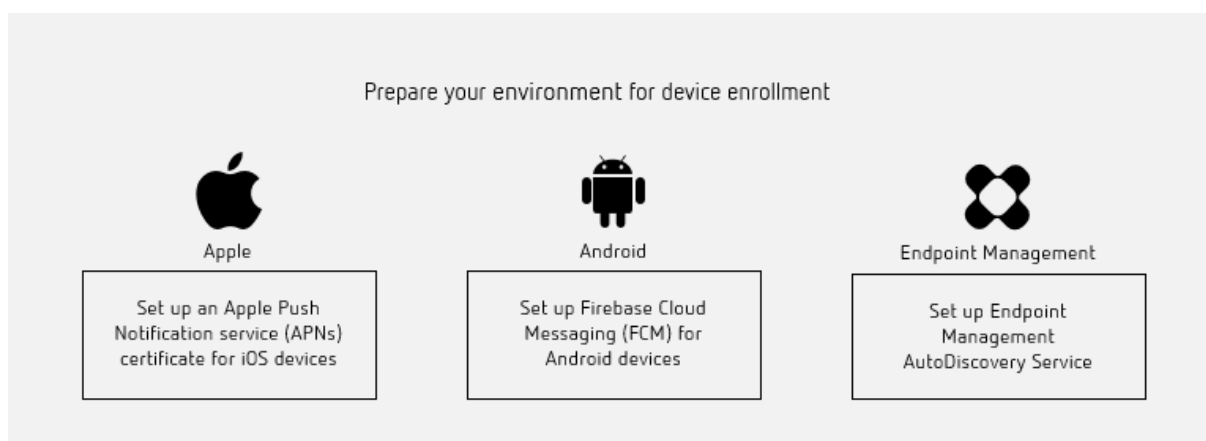 Prepare your environment for device enrollment
Apple
Set up an Apple Push
Notification service (APNs)
certificate for iOS devices
Android
Set up Firebase Cloud
Messaging (FCM) for
Android devices
Endpoint Management
Set up Endpoint
Management
AutoDiscovery Service